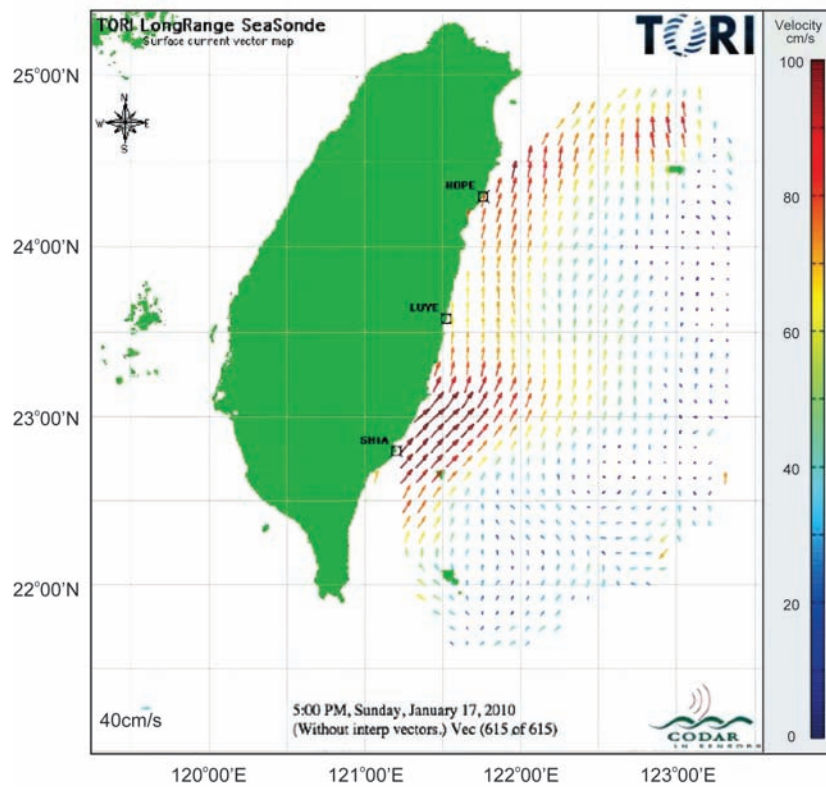 TORI LongRange SeaSonde
Surface current vector map
TORI
Velocity
cm/s
100
80
60
40
20
0
25°00'N
24°00'N
23°00'N
22°00'N
N
W E
S
HOPE
LUYE
SHIA
40cm/s
5:00 PM, Sunday, January 17, 2010
(Without interp vectors.) Vec (615 of 615)
CODAR
120°00'E 121°00'E 122°00'E 123°00'E